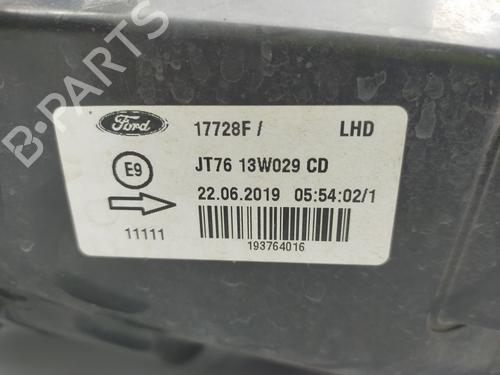 B-PARTS
Ford 17728F / LHD
E9 JT76 13W029 CD
22.06.2019 05:54:02/1
11111
193764016